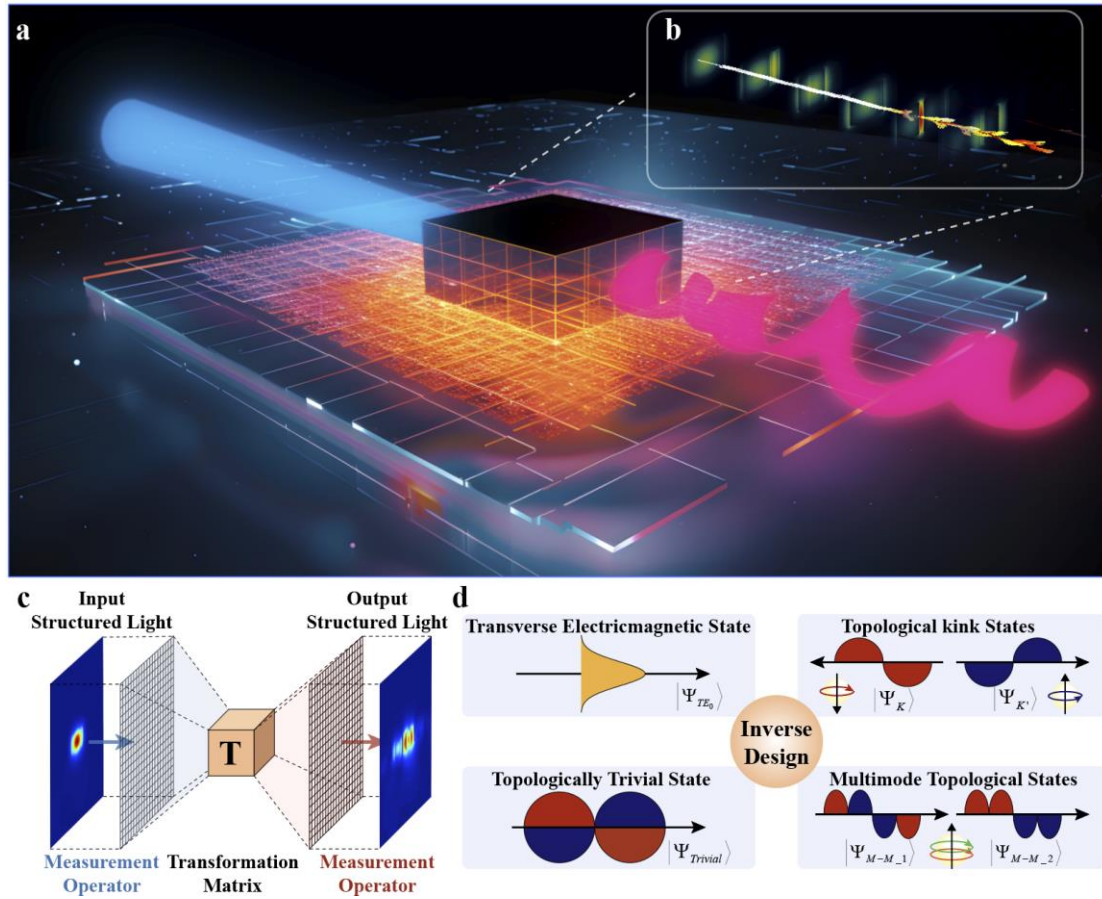 a
b
c
Input
Structured Light
Output
Structured Light
T
Measurement
Operator
Transformation
Matrix
Measurement
Operator
d
Transverse Electricmagnetic State
|Ψ_{TE_0}⟩
Topological kink States
|Ψ_K⟩
|Ψ_{K'}⟩
Inverse
Design
Topologically Trivial State
|Ψ_{Trivial}⟩
Multimode Topological States
|Ψ_{M-M_1}⟩
|Ψ_{M-M_2}⟩